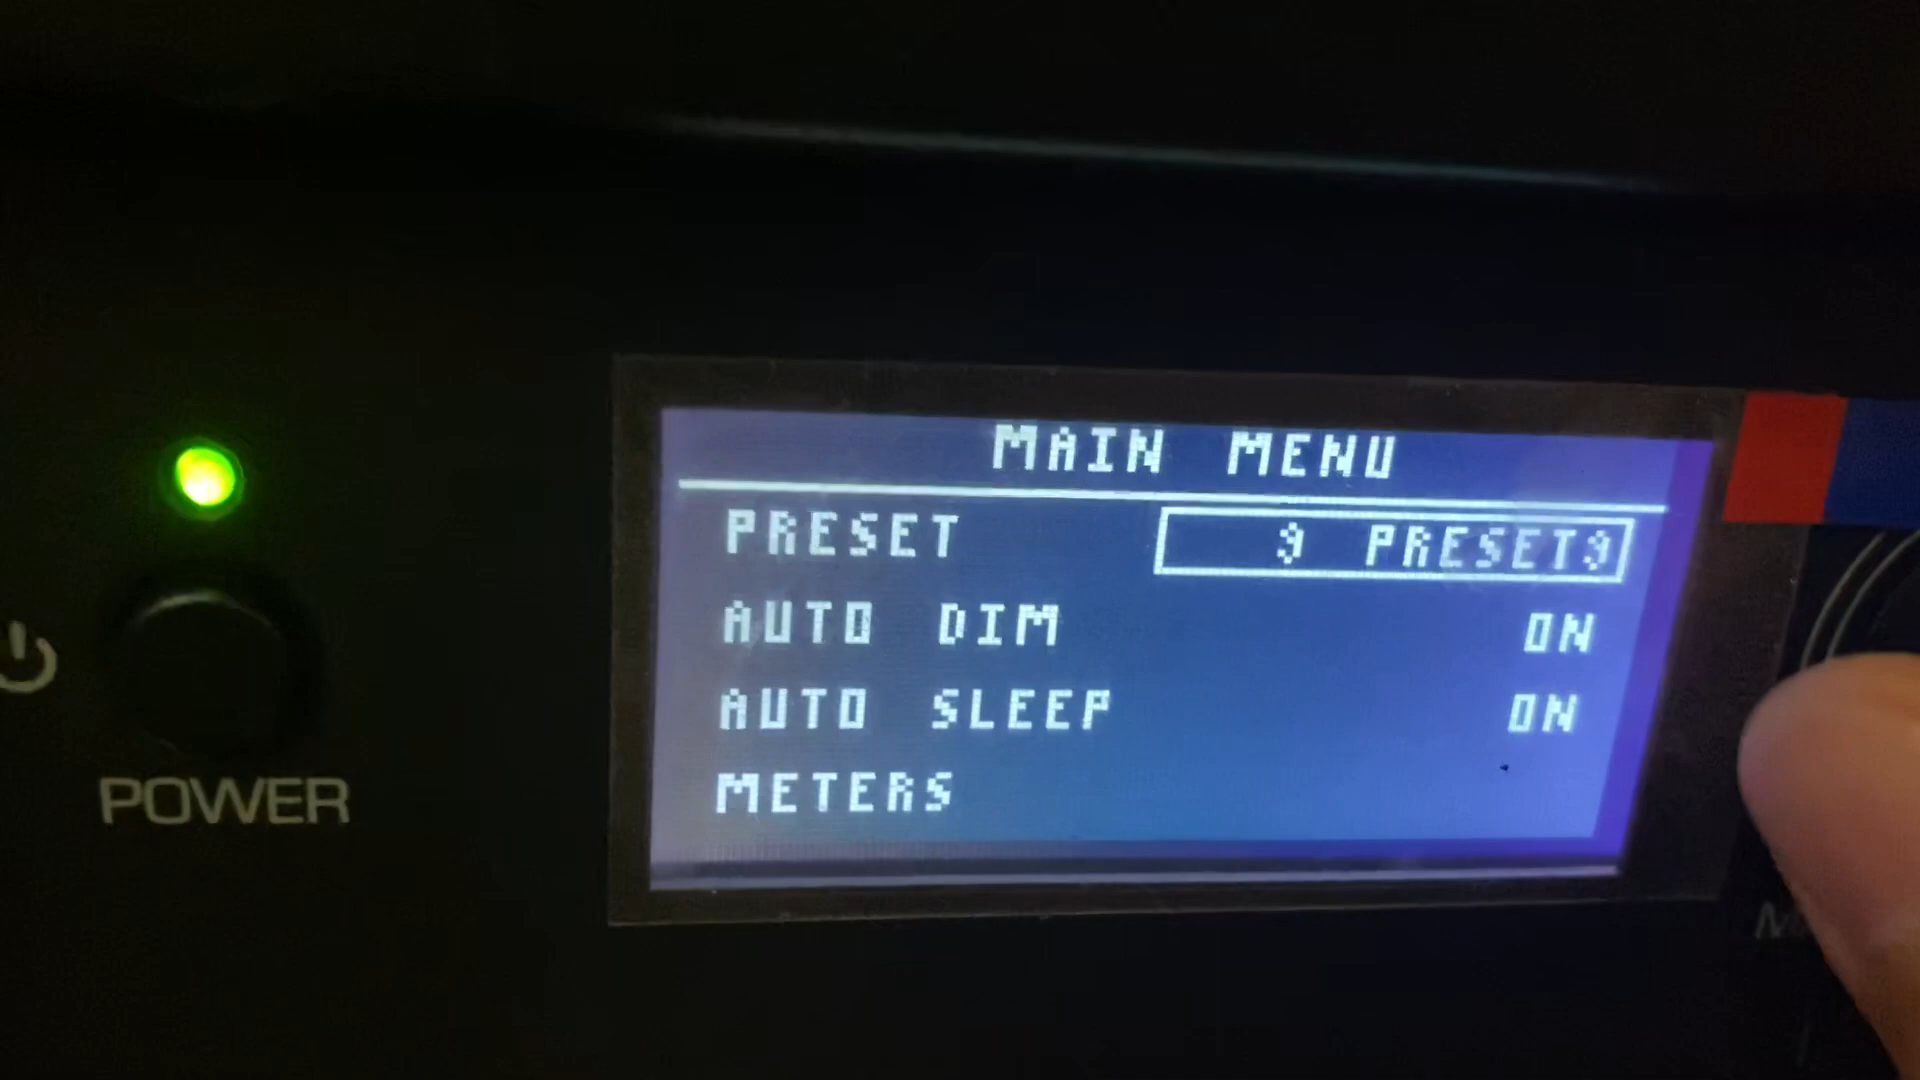 MAIN MENU
PRESET 9 PRESET9
AUTO DIM ON
AUTO SLEEP ON
METERS
POWER